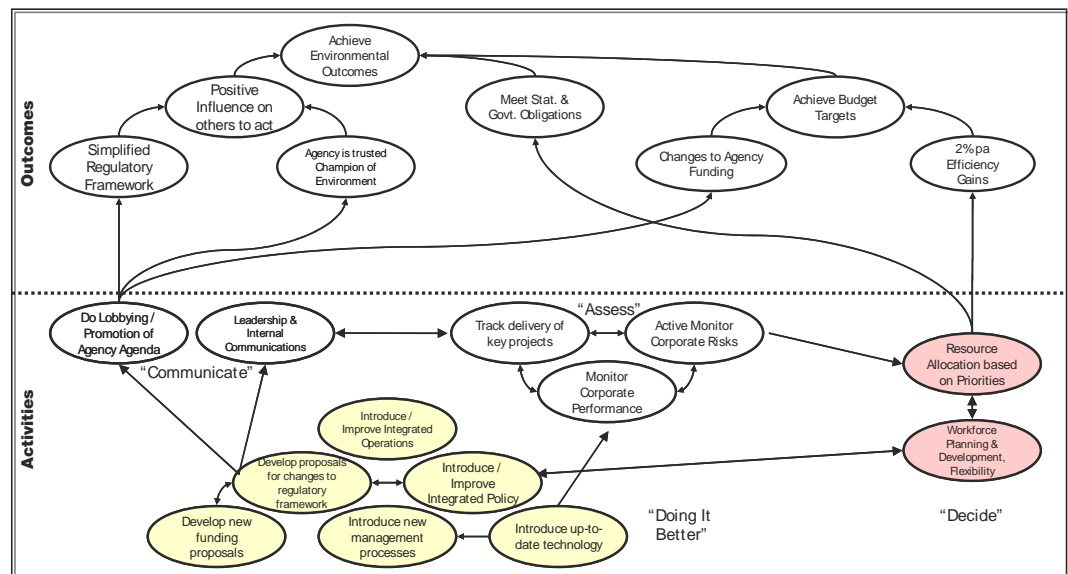 Outcomes
Achieve
Environmental
Outcomes
Positive
Influence on
others to act
Meet Stat. &
Govt. Obligations
Achieve Budget
Targets
Simplified
Regulatory
Framework
Agency is trusted
Champion of
Environment
Changes to Agency
Funding
2% pa
Efficiency
Gains
Activities
Do Lobbying /
Promotion of
Agency Agenda
Leadership &
Internal
Communications
“Communicate”
Track delivery of
key projects
“Assess”
Active Monitor
Corporate Risks
Monitor
Corporate
Performance
Resource
Allocation based
on Priorities
Workforce
Planning &
Development,
Flexibility
Introduce /
Improve Integrated
Operations
Develop proposals
for changes to
regulatory
framework
Introduce /
Improve
Integrated Policy
Develop new
funding
proposals
Introduce new
management
processes
Introduce up-to-
date technology
“Doing It
Better”
“Decide”